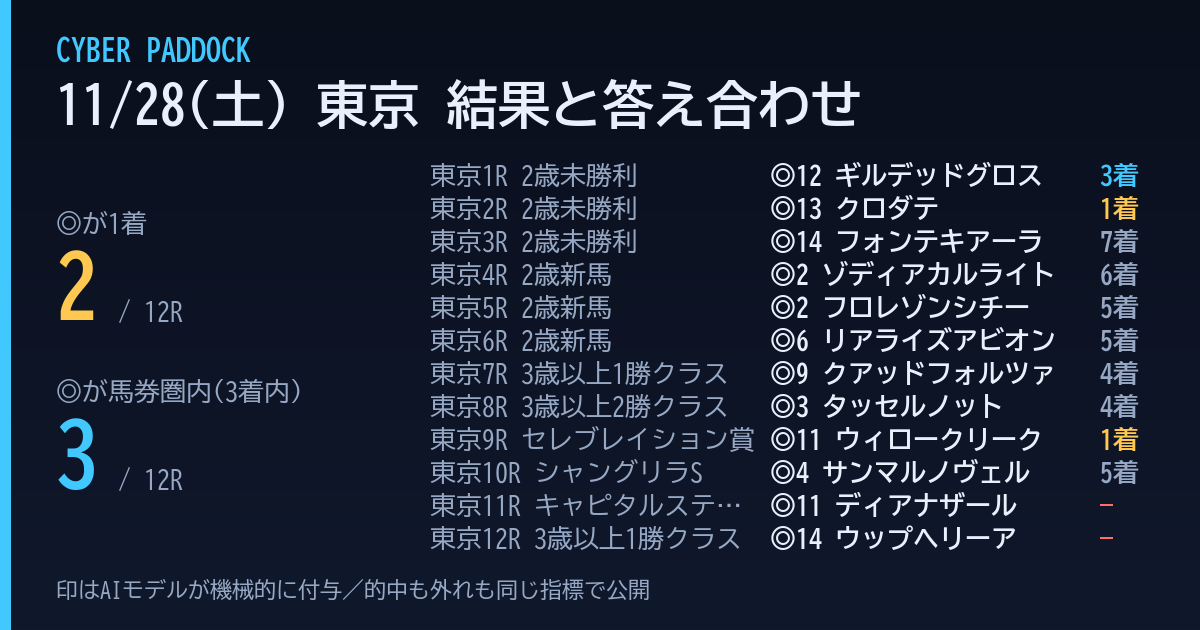 CYBER PADDOCK
11/28(土) 東京 結果と答え合わせ
◎が1着
2 / 12R
◎が馬券圏内(3着内)
3 / 12R
東京1R 2歳未勝利 ◎12 ギルデッドグロス 3着
東京2R 2歳未勝利 ◎13 クロダテ 1着
東京3R 2歳未勝利 ◎14 フォンテキアーラ 7着
東京4R 2歳新馬 ◎2 ゾディアカルライト 6着
東京5R 2歳新馬 ◎2 フロレゾンシチー 5着
東京6R 2歳新馬 ◎6 リアライズアビオン 5着
東京7R 3歳以上1勝クラス ◎9 クアッドフォルツァ 4着
東京8R 3歳以上2勝クラス ◎3 タッセルノット 4着
東京9R セレブレイション賞 ◎11 ウィロークリーク 1着
東京10R シャングリラS ◎4 サンマルノヴェル 5着
東京11R キャピタルステ… ◎11 ディアナザール －
東京12R 3歳以上1勝クラス ◎14 ウップヘリーア －
印はAIモデルが機械的に付与／的中も外れも同じ指標で公開